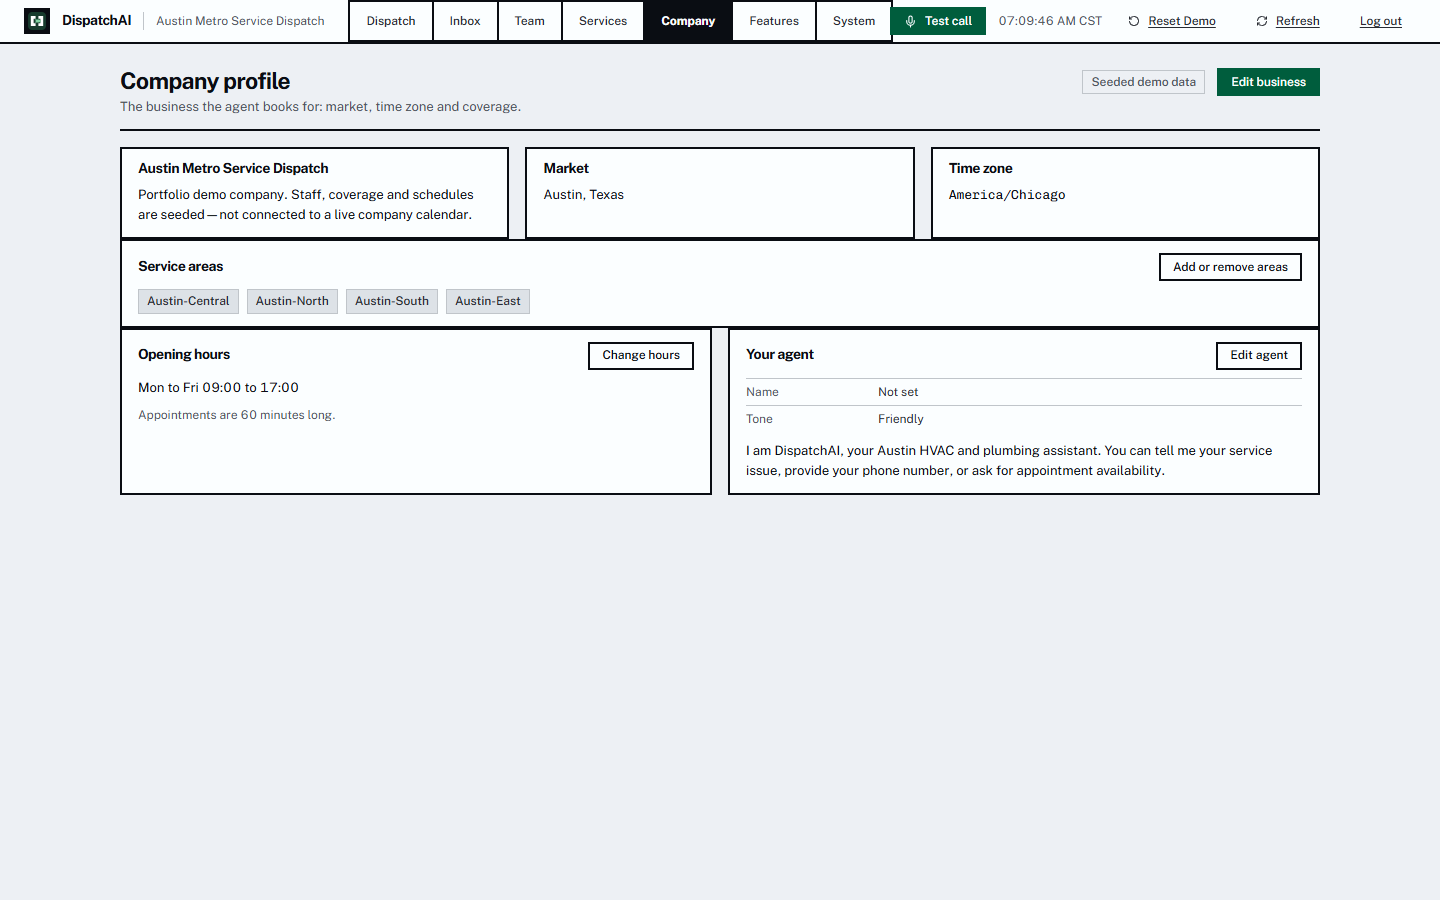 DispatchAI
Austin Metro Service Dispatch
Dispatch
Inbox
Team
Services
Company
Features
System
Test call
07:09:46 AM CST
Reset Demo
Refresh
Log out
Company profile
The business the agent books for: market, time zone and coverage.
Seeded demo data
Edit business
Austin Metro Service Dispatch
Portfolio demo company. Staff, coverage and schedules
are seeded—not connected to a live company calendar.
Market
Austin, Texas
Time zone
America/Chicago
Service areas
Add or remove areas
Austin-Central
Austin-North
Austin-South
Austin-East
Opening hours
Change hours
Mon to Fri 09:00 to 17:00
Appointments are 60 minutes long.
Your agent
Edit agent
Name Not set
Tone Friendly
I am DispatchAI, your Austin HVAC and plumbing assistant. You can tell me your service
issue, provide your phone number, or ask for appointment availability.